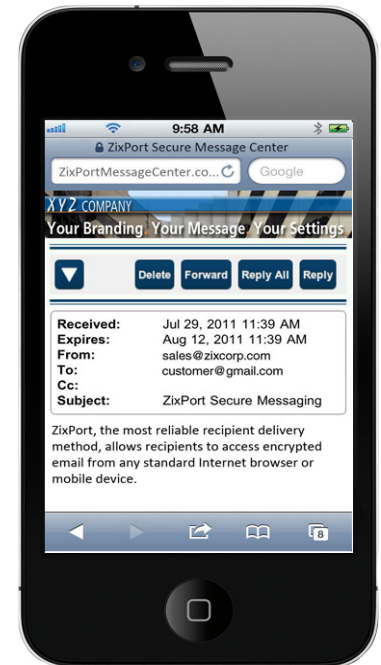 9:58 AM
ZixPort Secure Message Center
ZixPortMessageCenter.co...
Google
XYZ COMPANY
Your Branding Your Message Your Settings
Delete Forward Reply All Reply
Received: Jul 29, 2011 11:39 AM
Expires: Aug 12, 2011 11:39 AM
From: sales@zixcorp.com
To: customer@gmail.com
Cc:
Subject: ZixPort Secure Messaging
ZixPort, the most reliable recipient delivery
method, allows recipients to access encrypted
email from any standard Internet browser or
mobile device.
8